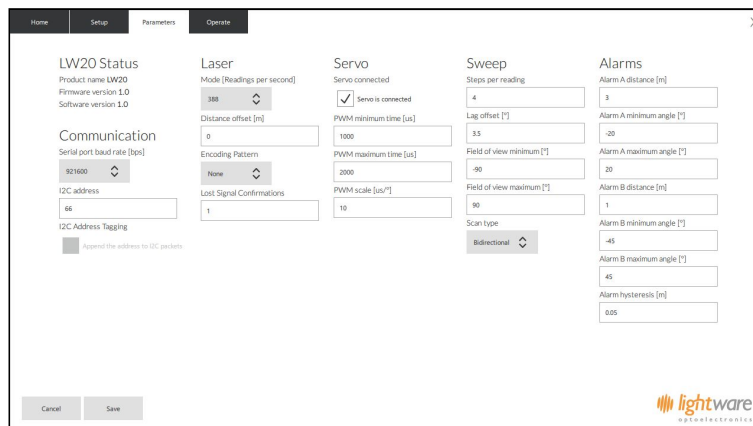 Home
Setup
Parameters
Operate
LW20 Status
Product name LW20
Firmware version 1.0
Software version 1.0
Communication
Serial port baud rate [bps]
921600
I2C address
66
I2C Address Tagging
Append the address to I2C packets
Laser
Mode [Readings per second]
388
Distance offset [m]
0
Encoding Pattern
None
Lost Signal Confirmations
1
Servo
Servo connected
Servo is connected
PWM minimum time [us]
1000
PWM maximum time [us]
2000
PWM scale [us/°]
10
Sweep
Steps per reading
4
Lag offset [°]
3.5
Field of view minimum [°]
-90
Field of view maximum [°]
90
Scan type
Bidirectional
Alarms
Alarm A distance [m]
3
Alarm A minimum angle [°]
-20
Alarm A maximum angle [°]
20
Alarm B distance [m]
1
Alarm B minimum angle [°]
-45
Alarm B maximum angle [°]
45
Alarm hysteresis [m]
0.05
Cancel
Save
lightware
optoelectronics